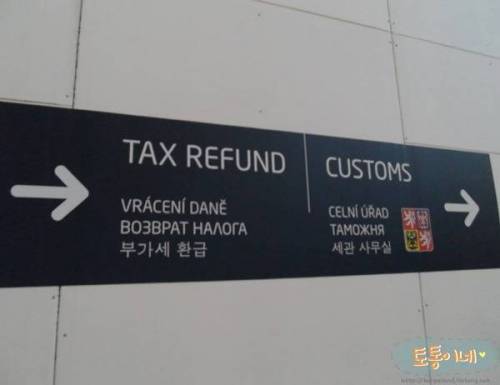 TAX REFUND
VRÁCENÍ DANĚ
ВОЗВРАТ НАЛОГА
부가세 환급
CUSTOMS
CELNÍ ÚŘAD
ТАМОЖНЯ
세관 사무실
토통이네